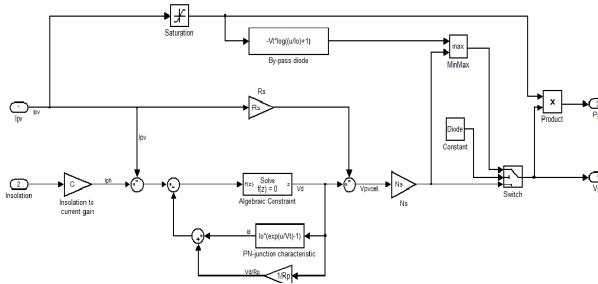 Saturation
-Vt*log((u/Io)+1)
By-pass diode
max
MinMax
Rs
Rs
1
Ipv
Ipv
Ipv
x
Product
Diode
Constant
2
Insolation
C
Iph
Insolation to
current gain
f(z)
Solve
f(z) = 0
z
Algebraic Constraint
Vd
Vpvcell
Ns
Ns
Switch
Id
Io*(exp(u/Vt)-1)
PN-junction characteristic
Vd/Rp
1/Rp